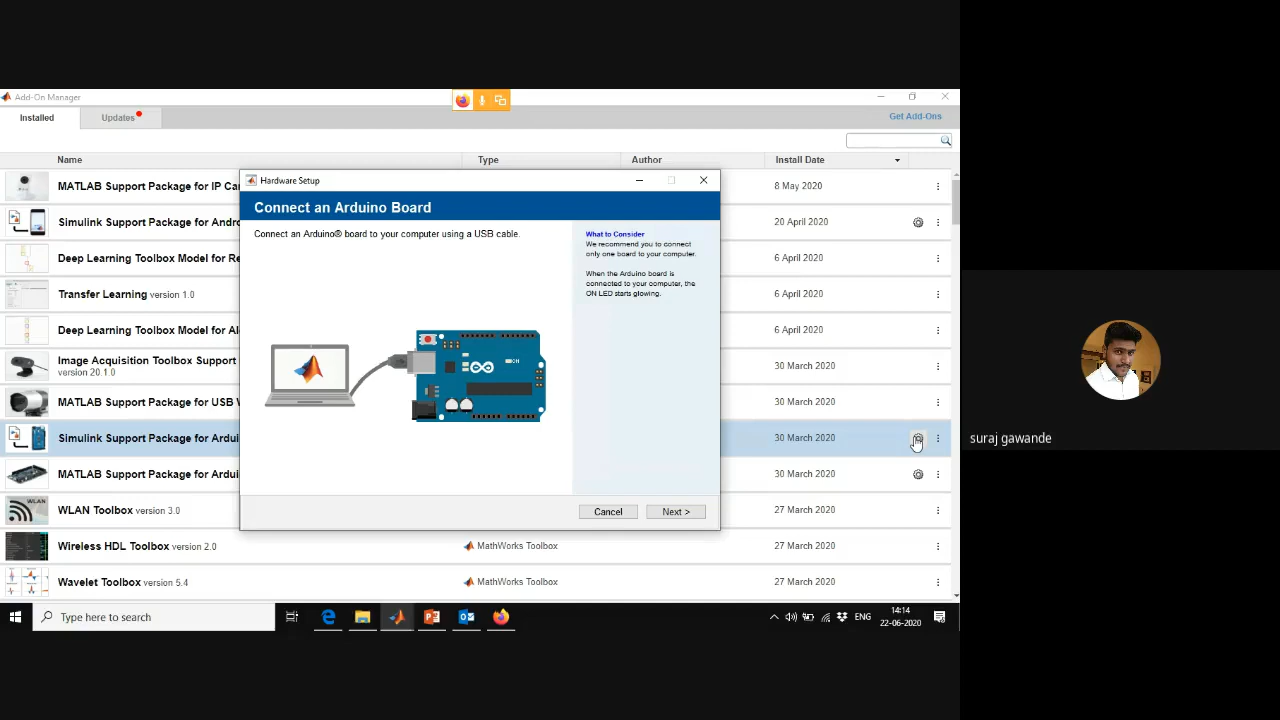 Add-On Manager
Installed
Updates
Get Add-Ons
Name Type Author Install Date
MATLAB Support Package for IP Ca 8 May 2020
Simulink Support Package for Andro 20 April 2020
Deep Learning Toolbox Model for Re 6 April 2020
Transfer Learning version 1.0 6 April 2020
Deep Learning Toolbox Model for Al 6 April 2020
Image Acquisition Toolbox Support
version 20.1.0 30 March 2020
MATLAB Support Package for USB W 30 March 2020
Simulink Support Package for Ardui 30 March 2020
MATLAB Support Package for Ardui 30 March 2020
WLAN Toolbox version 3.0 27 March 2020
Wireless HDL Toolbox version 2.0 MathWorks Toolbox 27 March 2020
Wavelet Toolbox version 5.4 MathWorks Toolbox 27 March 2020
Hardware Setup
Connect an Arduino Board
Connect an Arduino® board to your computer using a USB cable.
What to Consider
We recommend you to connect
only one board to your computer.
When the Arduino board is
connected to your computer, the
ON LED starts glowing.
ON
Cancel
Next >
WLAN
Type here to search
ENG
14:14
22-06-2020
suraj gawande